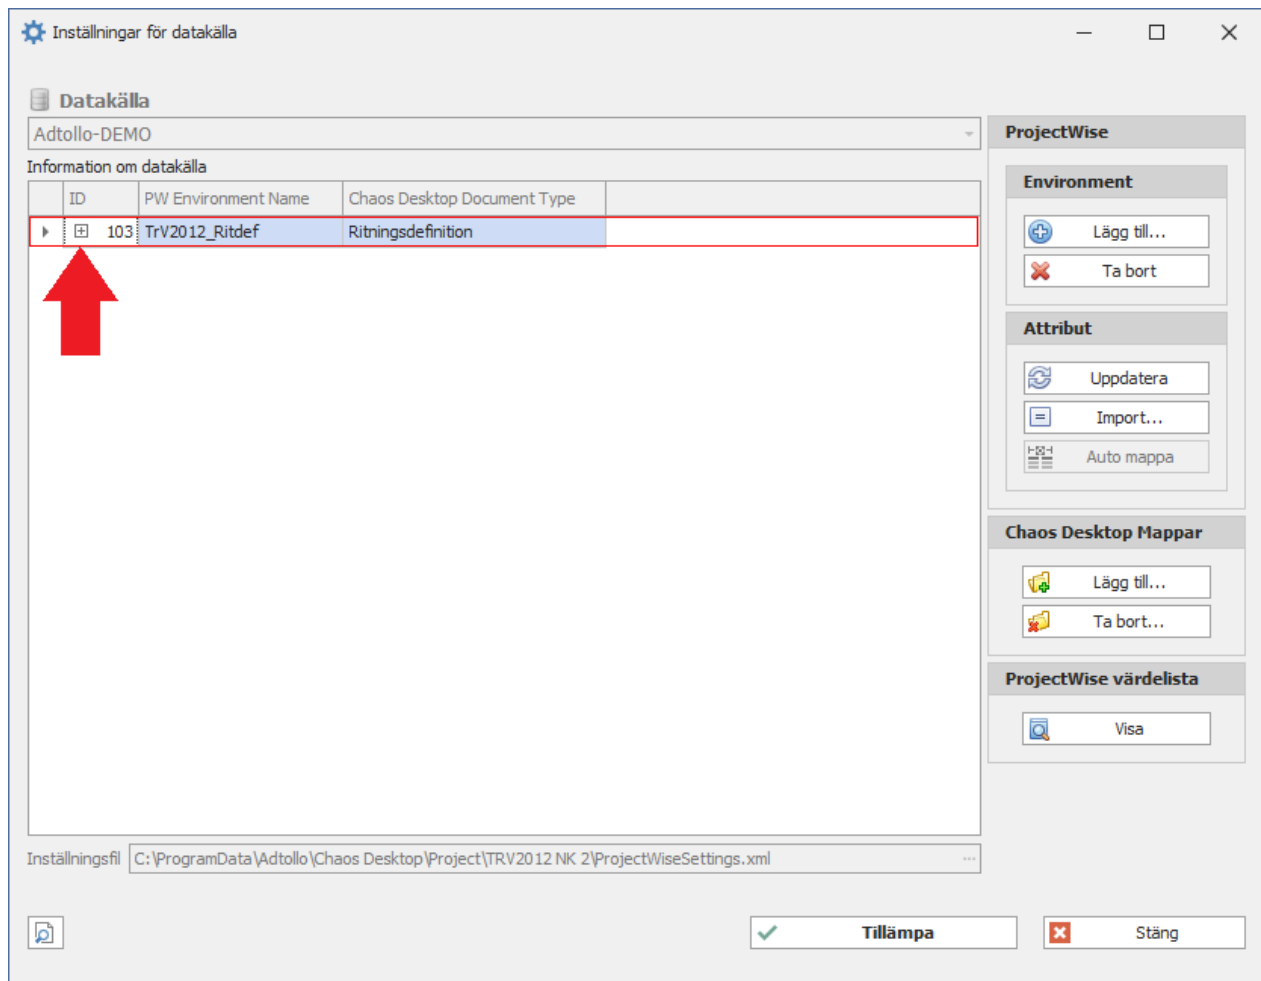 Inställningar för datakälla
Datakälla
Adtollo-DEMO
Information om datakälla
ID PW Environment Name Chaos Desktop Document Type
103 TrV2012_Ritdef Ritningsdefinition
Inställningsfil C:\ProgramData\Adtollo\Chaos Desktop\Project\TRV2012 NK 2\ProjectWiseSettings.xml ...
ProjectWise
Environment
Lägg till...
Ta bort
Attribut
Uppdatera
Import...
Auto mappa
Chaos Desktop Mappar
Lägg till...
Ta bort...
ProjectWise värdelista
Visa
Tillämpa
Stäng